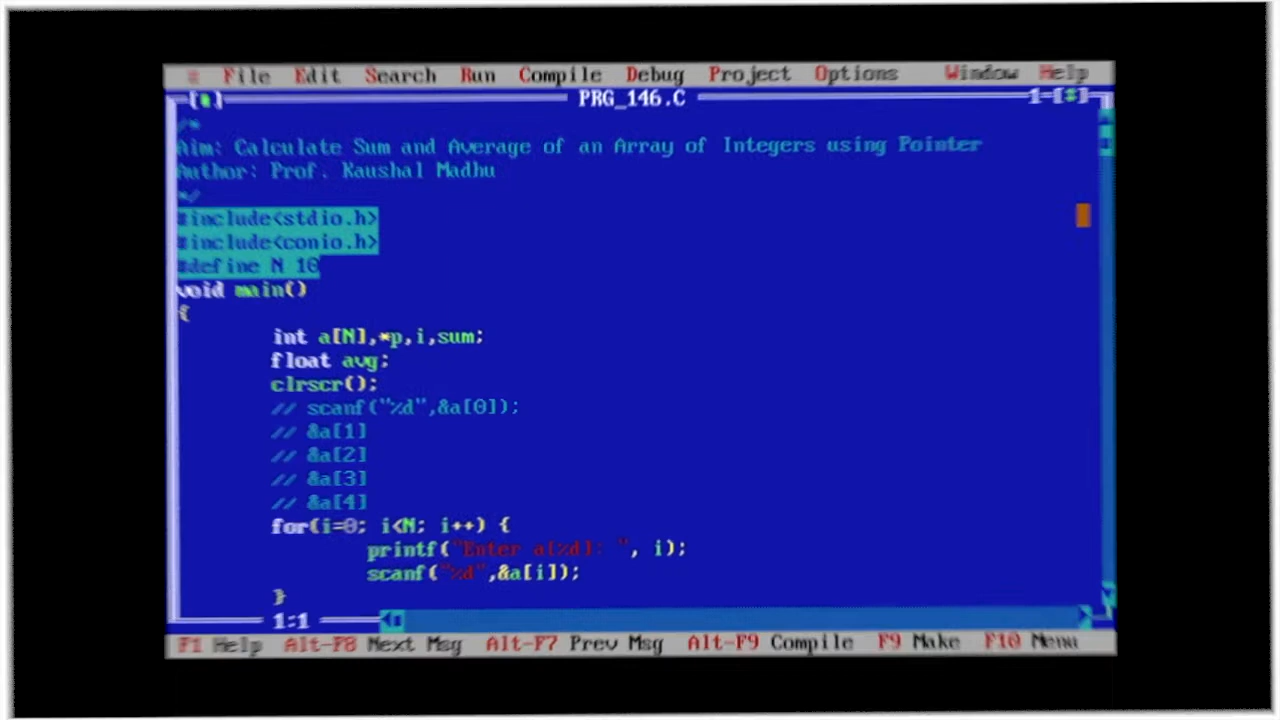 ≡ File Edit Search Run Compile Debug Project Options Window Help
[■] PRG_146.C 1-[↕]
/*
Aim: Calculate Sum and Average of an Array of Integers using Pointer
Author: Prof. Kaushal Madhu
*/
#include<stdio.h>
#include<conio.h>
#define N 10
void main()
{
int a[N],*p,i,sum;
float avg;
clrscr();
// scanf("%d",&a[0]);
// &a[1]
// &a[2]
// &a[3]
// &a[4]
for(i=0; i<N; i++) {
printf("Enter a[%d]: ", i);
scanf("%d",&a[i]);
}
1:1
F1 Help Alt-F8 Next Msg Alt-F7 Prev Msg Alt-F9 Compile F9 Make F10 Menu